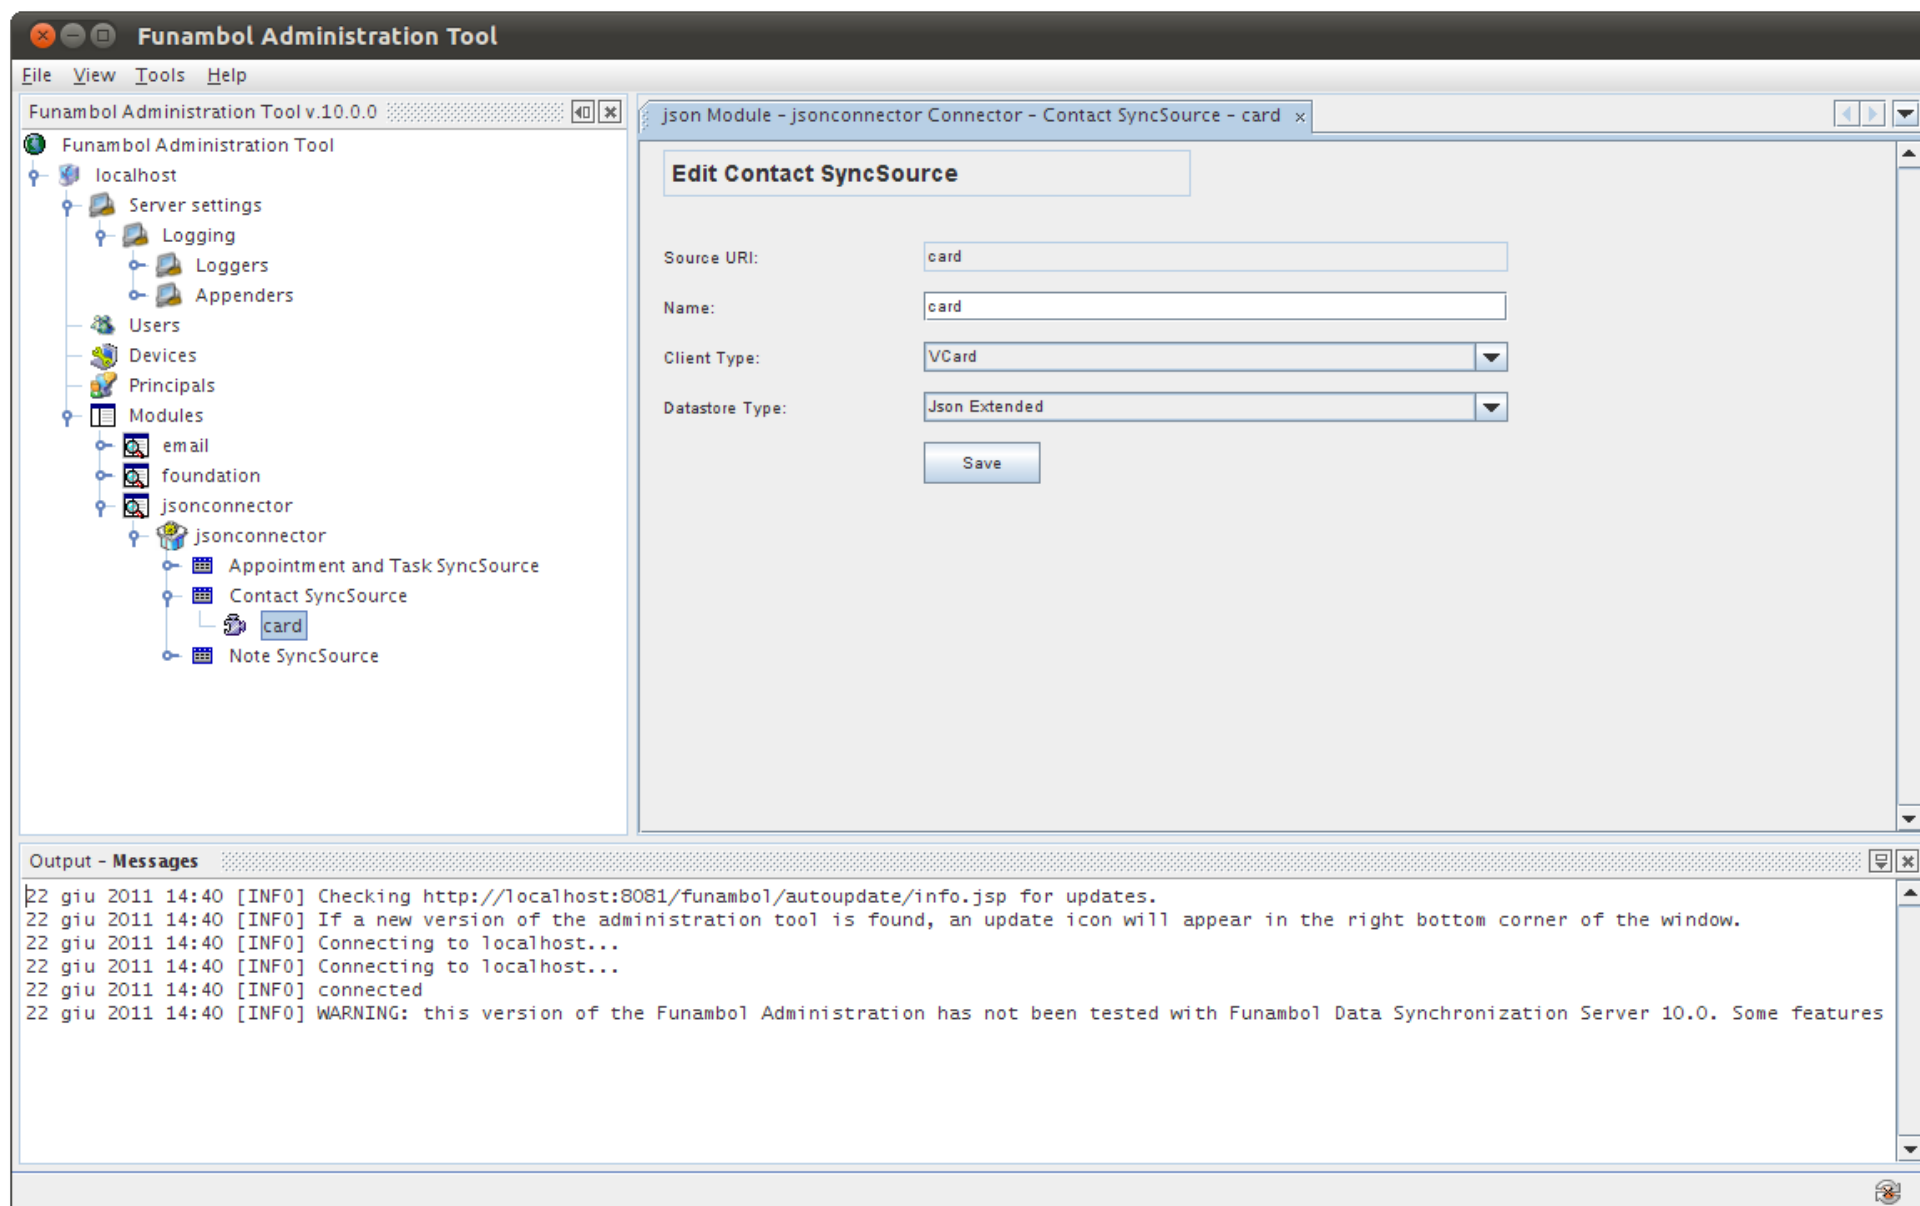 Funambol Administration Tool
File View Tools Help
Funambol Administration Tool v.10.0.0
Funambol Administration Tool
localhost
Server settings
Logging
Loggers
Appenders
Users
Devices
Principals
Modules
email
foundation
jsonconnector
jsonconnector
Appointment and Task SyncSource
Contact SyncSource
card
Note SyncSource
json Module - jsonconnector Connector - Contact SyncSource - card
Edit Contact SyncSource
Source URI: card
Name: card
Client Type: VCard
Datastore Type: Json Extended
Save
Output - Messages
22 giu 2011 14:40 [INFO] Checking http://localhost:8081/funambol/autoupdate/info.jsp for updates.
22 giu 2011 14:40 [INFO] If a new version of the administration tool is found, an update icon will appear in the right bottom corner of the window.
22 giu 2011 14:40 [INFO] Connecting to localhost...
22 giu 2011 14:40 [INFO] Connecting to localhost...
22 giu 2011 14:40 [INFO] connected
22 giu 2011 14:40 [INFO] WARNING: this version of the Funambol Administration has not been tested with Funambol Data Synchronization Server 10.0. Some features